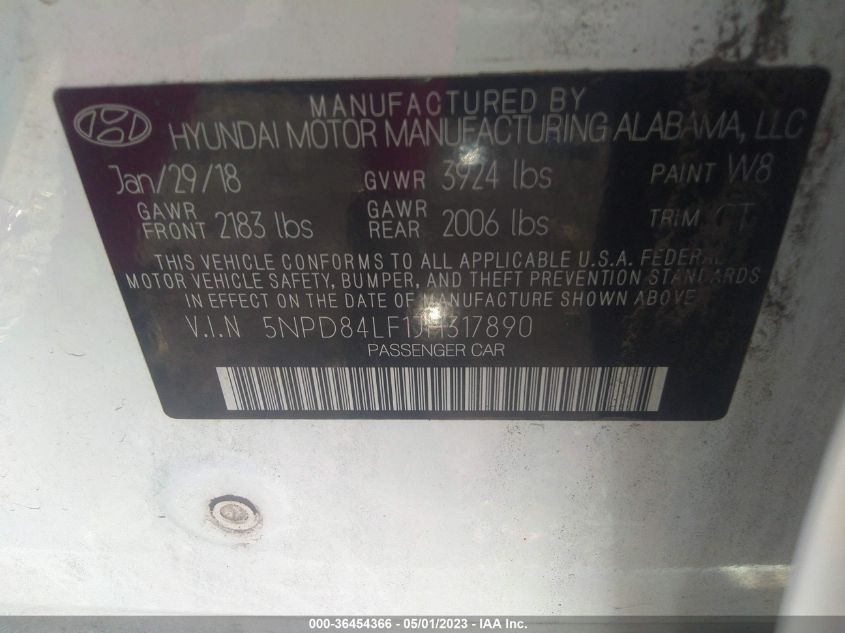 MANUFACTURED BY
HYUNDAI MOTOR MANUFACTURING ALABAMA, LLC
Jan/29/18 GVWR 3924 lbs PAINT W8
GAWR FRONT 2183 lbs GAWR REAR 2006 lbs TRIM
THIS VEHICLE CONFORMS TO ALL APPLICABLE U.S.A. FEDERAL
MOTOR VEHICLE SAFETY, BUMPER, AND THEFT PREVENTION STANDARDS
IN EFFECT ON THE DATE OF MANUFACTURE SHOWN ABOVE.
V.I.N 5NPD84LF1JH317890
PASSENGER CAR
000-36454366 - 05/01/2023 - IAA Inc.